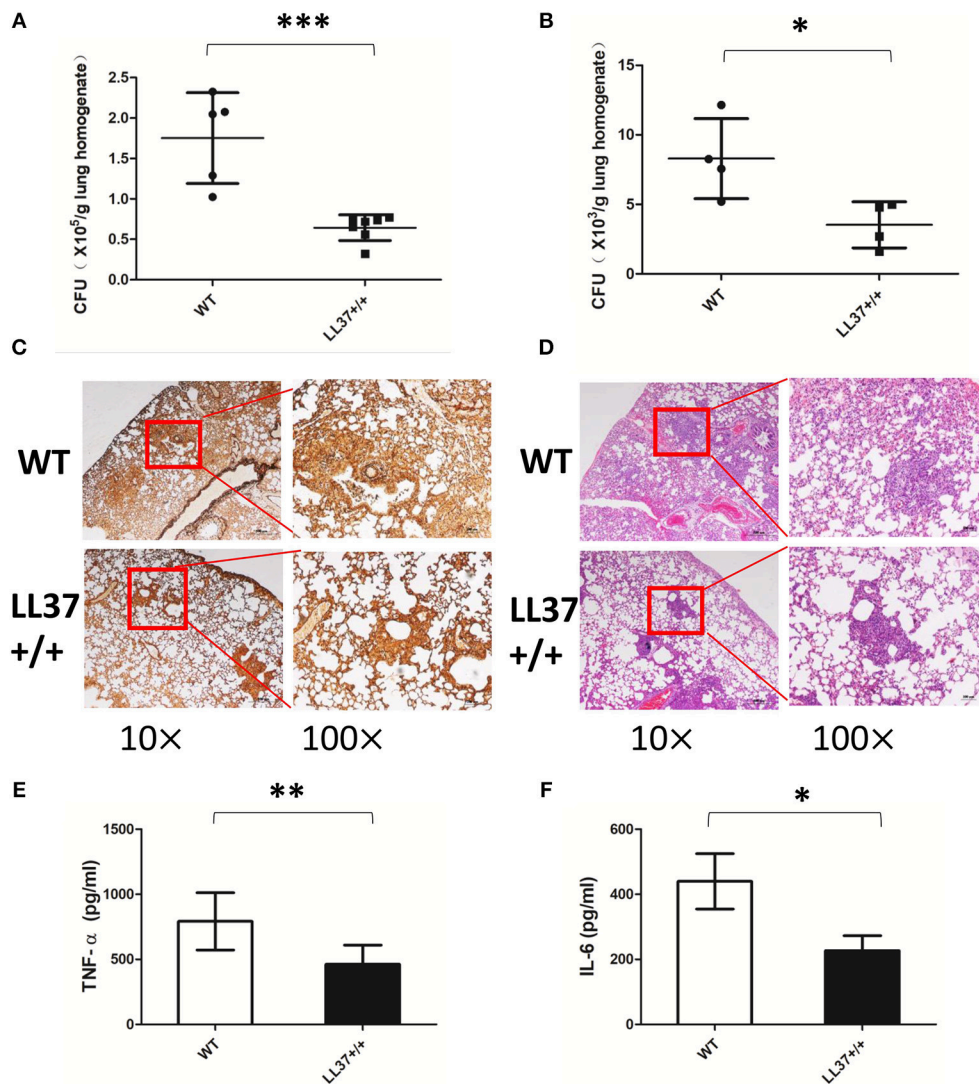 A
***
CFU ( X10⁵/g lung homogenate)
2.5
2.0
1.5
1.0
0.5
0.0
WT
LL37+/+
B
*
CFU ( X10³/g lung homogenate)
15
10
5
0
WT
LL37+/+
C
WT
LL37
+/+
10×
100×
D
WT
LL37
+/+
10×
100×
E
**
TNF-α (pg/ml)
1500
1000
500
0
WT
LL37+/+
F
*
IL-6 (pg/ml)
600
400
200
0
WT
LL37+/+